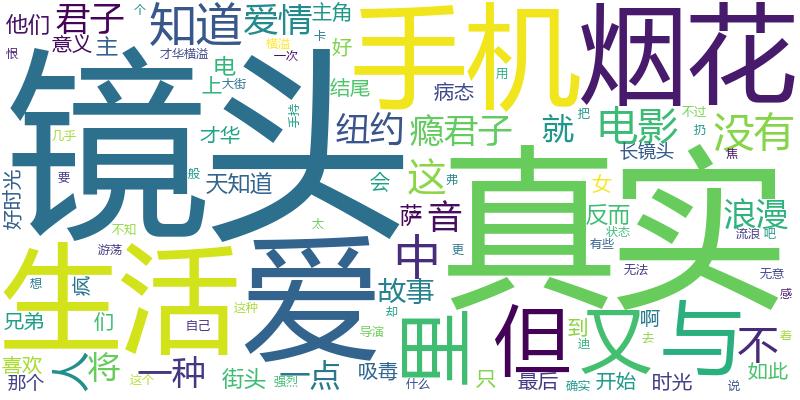 他们 君子 知道 爱情 主角 个 手机 烟花
意义 主 才华横溢 横溢 一次 卡 好
恨 镜头 电 上 大街 结尾 病态 用 把
几乎 才华 手持 纽约 瘾君子 就 电影 不过 扔 没有
好时光 要 般 天知道 会 这 弗 长镜头 焦
生活 不知 爱 太 萨 音 真实 女 反而 浪漫
游荡 中 更 状态 流浪 吧
想 疯 有些 无法 无意 感
兄弟 们 自己 这种 故事 却 里 但 又 到 啊 与 不
喜欢 人 将 一种 这个 导演 迪 去 着
那个 街头 强烈 一点 吸毒 什么 只 最后 确实 开始 时光 说 如此